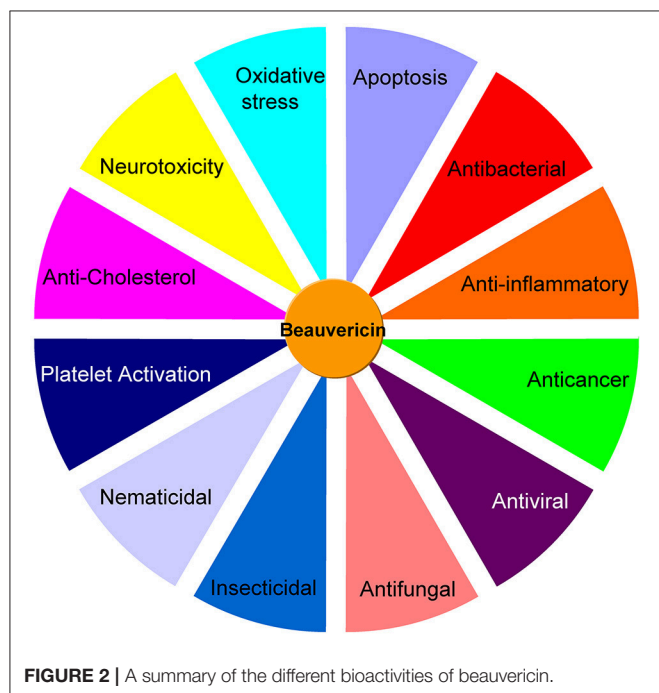 Oxidative
stress
Apoptosis
Neurotoxicity
Antibacterial
Anti-Cholesterol
Anti-inflammatory
Beauvericin
Platelet Activation
Anticancer
Nematicidal
Antiviral
Insecticidal
Antifungal
FIGURE 2 | A summary of the different bioactivities of beauvericin.